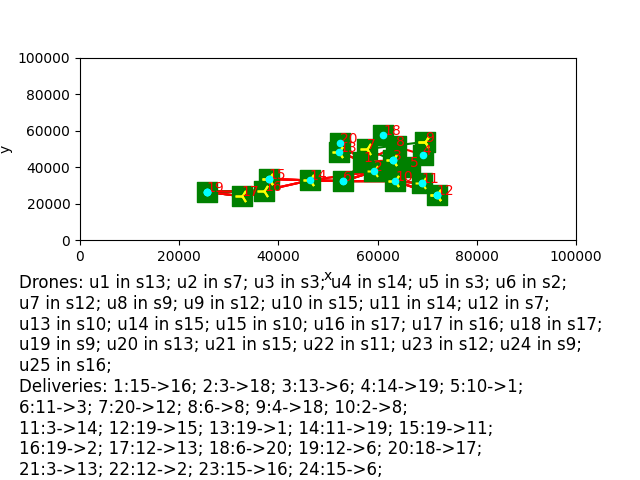 100000
80000
60000
40000
20000
0
y
0 20000 40000 60000 80000 100000
x
Drones: u1 in s13; u2 in s7; u3 in s3; u4 in s14; u5 in s3; u6 in s2;
u7 in s12; u8 in s9; u9 in s12; u10 in s15; u11 in s14; u12 in s7;
u13 in s10; u14 in s15; u15 in s10; u16 in s17; u17 in s16; u18 in s17;
u19 in s9; u20 in s13; u21 in s15; u22 in s11; u23 in s12; u24 in s9;
u25 in s16;
Deliveries: 1:15->16; 2:3->18; 3:13->6; 4:14->19; 5:10->1;
6:11->3; 7:20->12; 8:6->8; 9:4->18; 10:2->8;
11:3->14; 12:19->15; 13:19->1; 14:11->19; 15:19->11;
16:19->2; 17:12->13; 18:6->20; 19:12->6; 20:18->17;
21:3->13; 22:12->2; 23:15->16; 24:15->6;